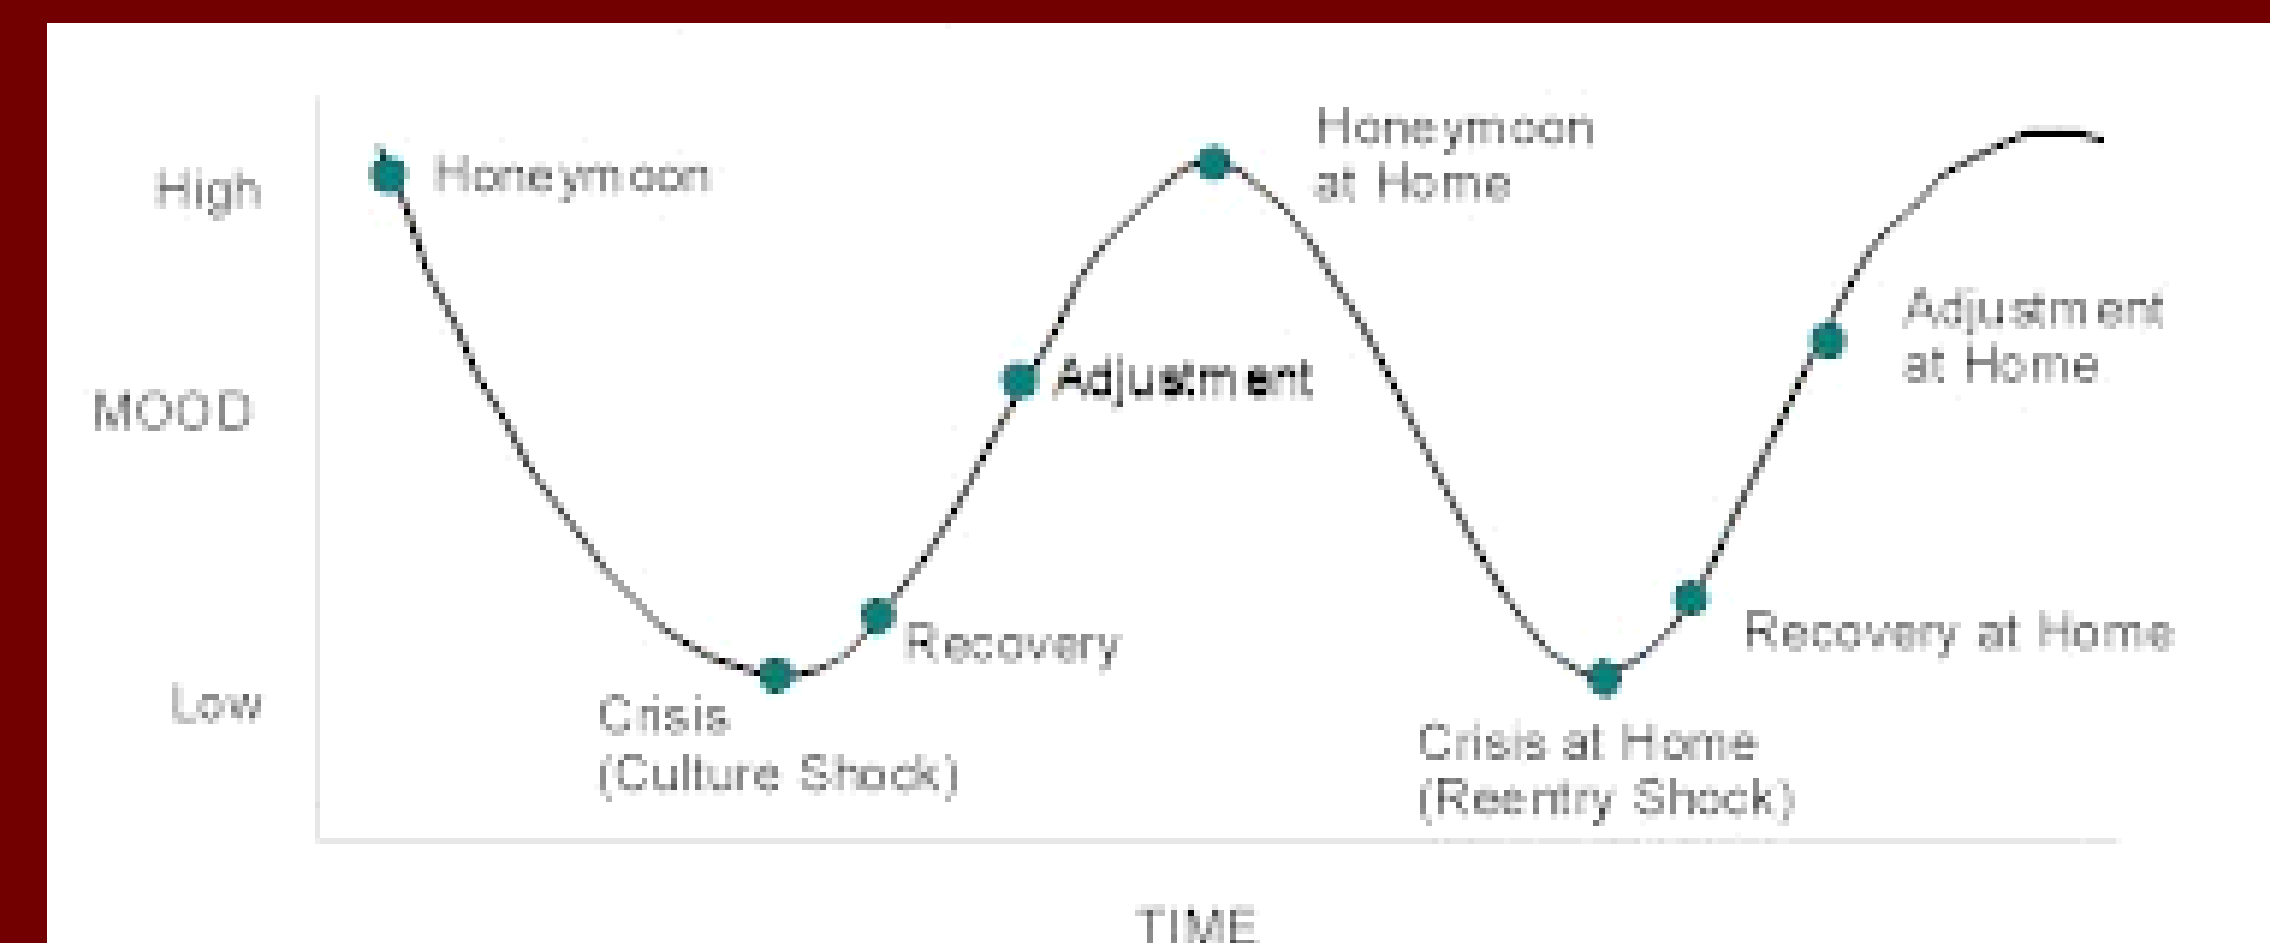 High
MOOD
Low
Honeymoon
Crisis
(Culture Shock)
Recovery
Adjustment
Honeymoon
at Home
Crisis at Home
(Reentry Shock)
Recovery at Home
Adjustment
at Home
TIME